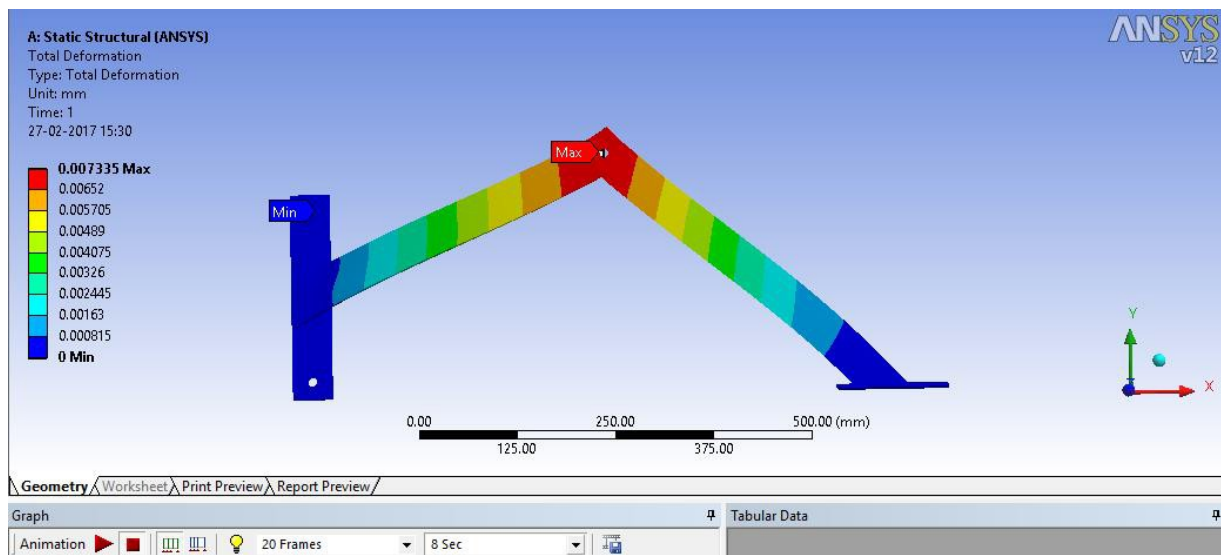 A: Static Structural (ANSYS)
Total Deformation
Type: Total Deformation
Unit: mm
Time: 1
27-02-2017 15:30
ANSYS
v12
0.007335 Max
0.00652
0.005705
0.00489
0.004075
0.00326
0.002445
0.00163
0.000815
0 Min
Max
Min
Y
X
0.00 250.00 500.00 (mm)
125.00 375.00
Geometry Worksheet Print Preview Report Preview
Graph Tabular Data
Animation 20 Frames 8 Sec